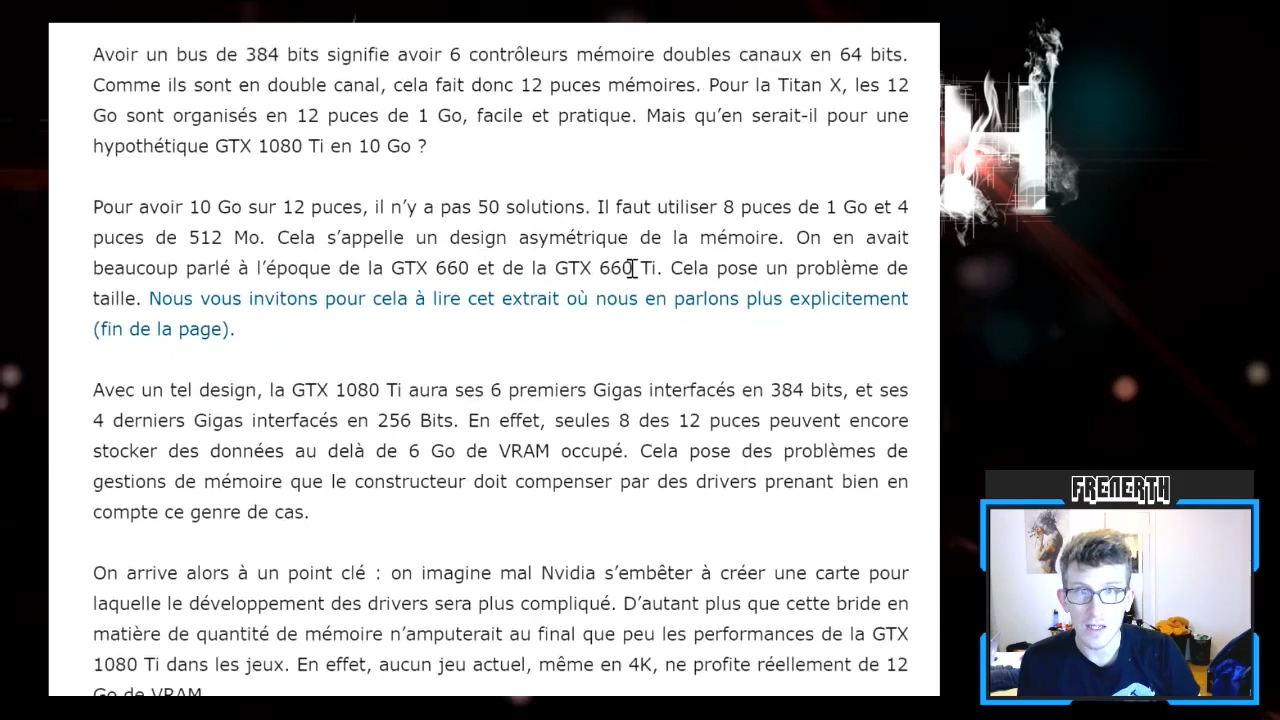 Avoir un bus de 384 bits signifie avoir 6 contrôleurs mémoire doubles canaux en 64 bits.
Comme ils sont en double canal, cela fait donc 12 puces mémoires. Pour la Titan X, les 12
Go sont organisés en 12 puces de 1 Go, facile et pratique. Mais qu’en serait-il pour une
hypothétique GTX 1080 Ti en 10 Go ?
Pour avoir 10 Go sur 12 puces, il n’y a pas 50 solutions. Il faut utiliser 8 puces de 1 Go et 4
puces de 512 Mo. Cela s’appelle un design asymétrique de la mémoire. On en avait
beaucoup parlé à l’époque de la GTX 660 et de la GTX 660 Ti. Cela pose un problème de
taille. Nous vous invitons pour cela à lire cet extrait où nous en parlons plus explicitement
(fin de la page).
Avec un tel design, la GTX 1080 Ti aura ses 6 premiers Gigas interfacés en 384 bits, et ses
4 derniers Gigas interfacés en 256 Bits. En effet, seules 8 des 12 puces peuvent encore
stocker des données au delà de 6 Go de VRAM occupé. Cela pose des problèmes de
gestions de mémoire que le constructeur doit compenser par des drivers prenant bien en
compte ce genre de cas.
On arrive alors à un point clé : on imagine mal Nvidia s’embêter à créer une carte pour
laquelle le développement des drivers sera plus compliqué. D’autant plus que cette bride en
matière de quantité de mémoire n’amputerait au final que peu les performances de la GTX
1080 Ti dans les jeux. En effet, aucun jeu actuel, même en 4K, ne profite réellement de 12
Go de VRAM
FRENERTH